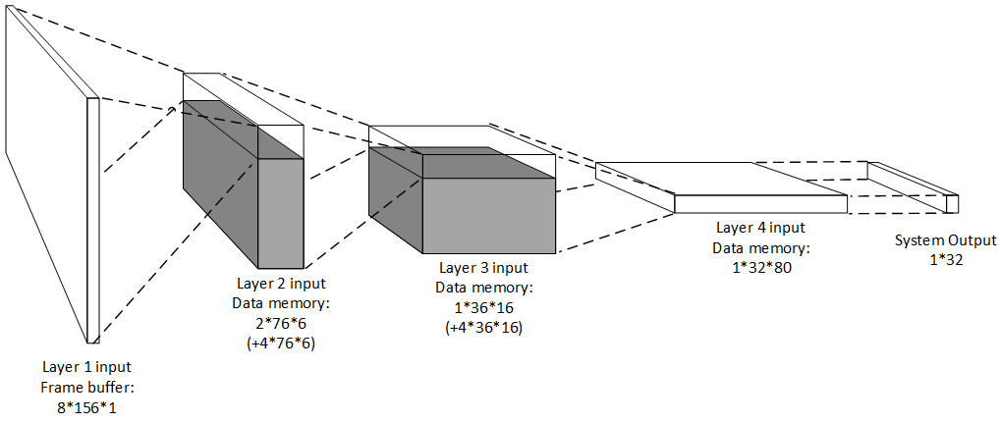 Layer 1 input
Frame buffer:
8*156*1
Layer 2 input
Data memory:
2*76*6
(+4*76*6)
Layer 3 input
Data memory:
1*36*16
(+4*36*16)
Layer 4 input
Data memory:
1*32*80
System Output
1*32